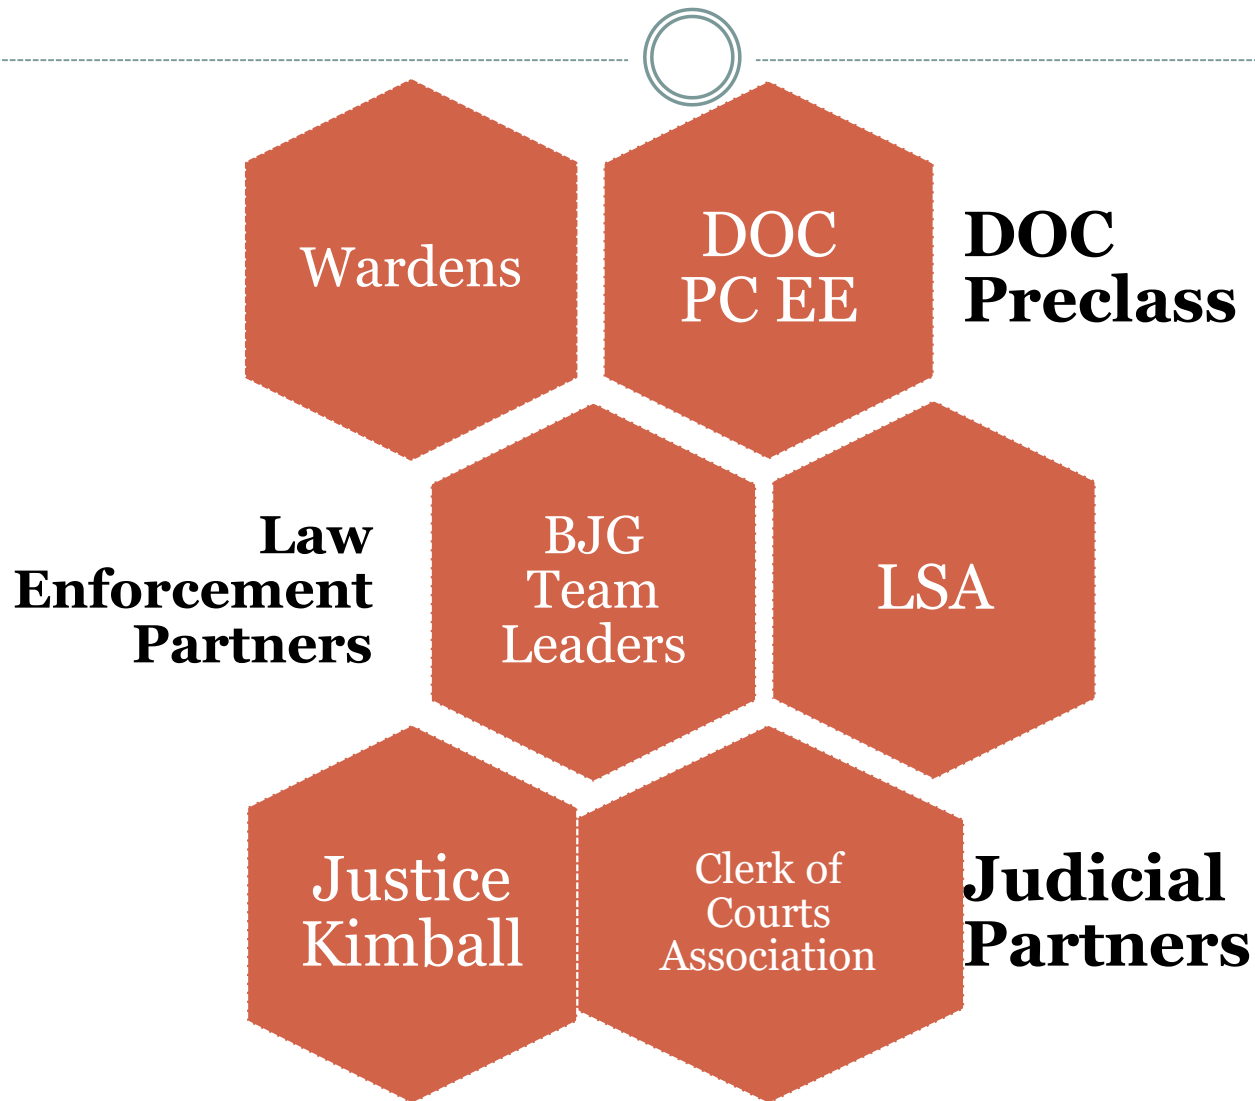 Wardens
DOC
PC EE
DOC
Preclass
Law
Enforcement
Partners
BJG
Team
Leaders
LSA
Justice
Kimball
Clerk of
Courts
Association
Judicial
Partners